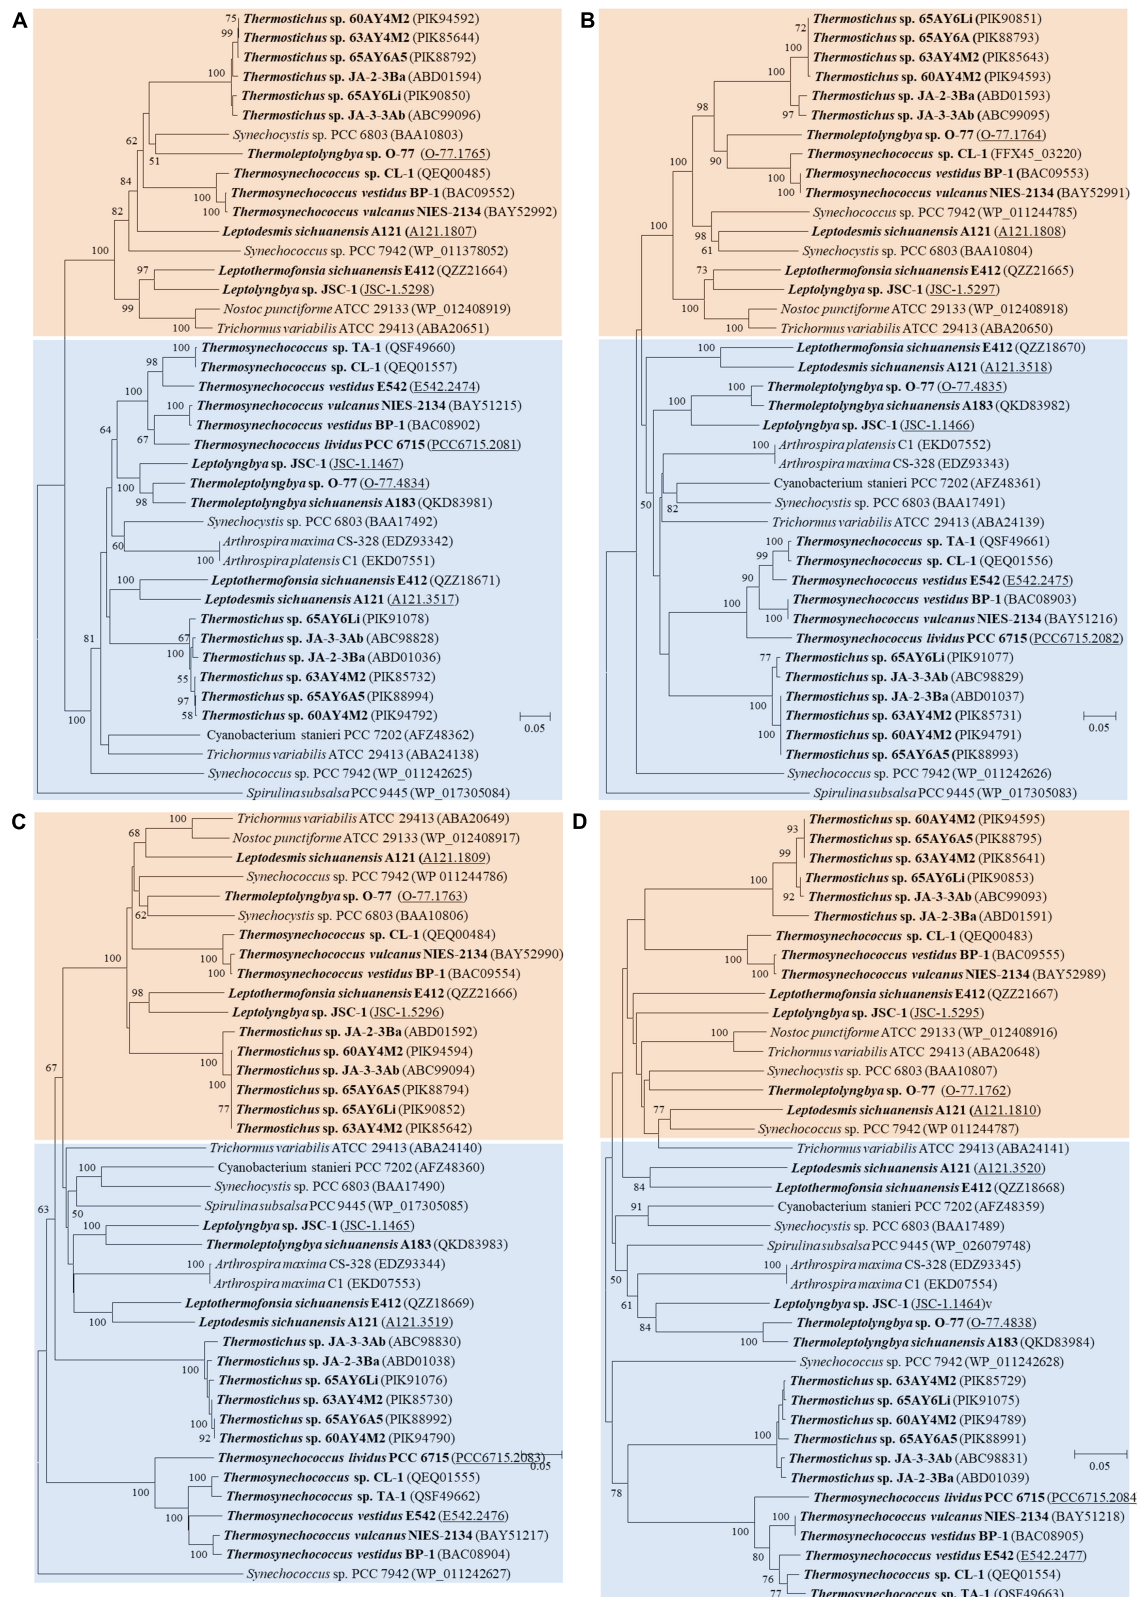 A
75
Thermostichus sp. 60AY4M2 (PIK94592)
99
Thermostichus sp. 63AY4M2 (PIK85644)
Thermostichus sp. 65AY6A5 (PIK88792)
100
Thermostichus sp. JA-2-3Ba (ABD01594)
Thermostichus sp. 65AY6Li (PIK90850)
Thermostichus sp. JA-3-3Ab (ABC99096)
62
Synechocystis sp. PCC 6803 (BAA10803)
51
Thermoleptolyngbya sp. O-77 (O-77.1765)
Thermosynechococcus sp. CL-1 (QEQ00485)
84
100
Thermosynechococcus vestidus BP-1 (BAC09552)
82
100
Thermosynechococcus vulcanus NIES-2134 (BAY52992)
Leptodesmis sichuanensis A121 (A121.1807)
100
Synechococcus sp. PCC 7942 (WP_011378052)
97
Leptothermofonsia sichuanensis E412 (QZZ21664)
Leptolyngbya sp. JSC-1 (JSC-1.5298)
99
Nostoc punctiforme ATCC 29133 (WP_012408919)
100
Trichormus variabilis ATCC 29413 (ABA20651)
100
Thermosynechococcus sp. TA-1 (QSF49660)
98
Thermosynechococcus sp. CL-1 (QEQ01557)
Thermosynechococcus vestidus E542 (E542.2474)
100
100
Thermosynechococcus vulcanus NIES-2134 (BAY51215)
64
Thermosynechococcus vestidus BP-1 (BAC08902)
67
Thermosynechococcus lividus PCC 6715 (PCC6715.2081)
Leptolyngbya sp. JSC-1 (JSC-1.1467)
100
Thermoleptolyngbya sp. O-77 (O-77.4834)
98
Thermoleptolyngbya sichuanensis A183 (QKD83981)
Synechocystis sp. PCC 6803 (BAA17492)
60
Arthrospira maxima CS-328 (EDZ93342)
100
Arthrospira platensis C1 (EKD07551)
100
Leptothermofonsia sichuanensis E412 (QZZ18671)
Leptodesmis sichuanensis A121 (A121.3517)
Thermostichus sp. 65AY6Li (PIK91078)
81
67
Thermostichus sp. JA-3-3Ab (ABC98828)
100
Thermostichus sp. JA-2-3Ba (ABD01036)
55
Thermostichus sp. 63AY4M2 (PIK85732)
97
Thermostichus sp. 65AY6A5 (PIK88994)
100
58
Thermostichus sp. 60AY4M2 (PIK94792)
0.05
Cyanobacterium stanieri PCC 7202 (AFZ48362)
Trichormus variabilis ATCC 29413 (ABA24138)
Synechococcus sp. PCC 7942 (WP_011242625)
Spirulina subsalsa PCC 9445 (WP_017305084)
B
72
Thermostichus sp. 65AY6Li (PIK90851)
Thermostichus sp. 65AY6A (PIK88793)
100
Thermostichus sp. 63AY4M2 (PIK85643)
100
Thermostichus sp. 60AY4M2 (PIK94593)
Thermostichus sp. JA-2-3Ba (ABD01593)
98
97
Thermostichus sp. JA-3-3Ab (ABC99095)
Thermoleptolyngbya sp. O-77 (O-77.1764)
90
Thermosynechococcus sp. CL-1 (FFX45_03220)
100
100
Thermosynechococcus vestidus BP-1 (BAC09553)
100
Thermosynechococcus vulcanus NIES-2134 (BAY52991)
Synechococcus sp. PCC 7942 (WP_011244785)
100
98
Leptodesmis sichuanensis A121 (A121.1808)
61
Synechocystis sp. PCC 6803 (BAA10804)
73
Leptothermofonsia sichuanensis E412 (QZZ21665)
Leptolyngbya sp. JSC-1 (JSC-1.5297)
100
Nostoc punctiforme ATCC 29133 (WP_012408918)
100
Trichormus variabilis ATCC 29413 (ABA20650)
100
Leptothermofonsia sichuanensis E412 (QZZ18670)
Leptodesmis sichuanensis A121 (A121.3518)
100
Thermoleptolyngbya sp. O-77 (O-77.4835)
100
Thermoleptolyngbya sichuanensis A183 (QKD83982)
Leptolyngbya sp. JSC-1 (JSC-1.1466)
100
Arthrospira platensis C1 (EKD07552)
Arthrospira maxima CS-328 (EDZ93343)
Cyanobacterium stanieri PCC 7202 (AFZ48361)
50
82
Synechocystis sp. PCC 6803 (BAA17491)
Trichormus variabilis ATCC 29413 (ABA24139)
100
Thermosynechococcus sp. TA-1 (QSF49661)
99
Thermosynechococcus sp. CL-1 (QEQ01556)
90
Thermosynechococcus vestidus E542 (E542.2475)
100
Thermosynechococcus vestidus BP-1 (BAC08903)
100
Thermosynechococcus vulcanus NIES-2134 (BAY51216)
Thermosynechococcus lividus PCC 6715 (PCC6715.2082)
77
Thermostichus sp. 65AY6Li (PIK91077)
Thermostichus sp. JA-3-3Ab (ABC98829)
100
Thermostichus sp. JA-2-3Ba (ABD01037)
Thermostichus sp. 63AY4M2 (PIK85731)
100
Thermostichus sp. 60AY4M2 (PIK94791)
0.05
Thermostichus sp. 65AY6A5 (PIK88993)
Synechococcus sp. PCC 7942 (WP_011242626)
Spirulina subsalsa PCC 9445 (WP_017305083)
C
100
Trichormus variabilis ATCC 29413 (ABA20649)
68
Nostoc punctiforme ATCC 29133 (WP_012408917)
Leptodesmis sichuanensis A121 (A121.1809)
Synechococcus sp. PCC 7942 (WP 011244786)
Thermoleptolyngbya sp. O-77 (O-77.1763)
62
Synechocystis sp. PCC 6803 (BAA10806)
Thermosynechococcus sp. CL-1 (QEQ00484)
100
100
Thermosynechococcus vulcanus NIES-2134 (BAY52990)
100
Thermosynechococcus vestidus BP-1 (BAC09554)
98
Leptothermofonsia sichuanensis E412 (QZZ21666)
Leptolyngbya sp. JSC-1 (JSC-1.5296)
Thermostichus sp. JA-2-3Ba (ABD01592)
Thermostichus sp. 60AY4M2 (PIK94594)
100
67
Thermostichus sp. JA-3-3Ab (ABC99094)
100
Thermostichus sp. 65AY6A5 (PIK88794)
77
Thermostichus sp. 65AY6Li (PIK90852)
Thermostichus sp. 63AY4M2 (PIK85642)
Trichormus variabilis ATCC 29413 (ABA24140)
100
Cyanobacterium stanieri PCC 7202 (AFZ48360)
Synechocystis sp. PCC 6803 (BAA17490)
63
50
Spirulina subsalsa PCC 9445 (WP_017305085)
100
Leptolyngbya sp. JSC-1 (JSC-1.1465)
Thermoleptolyngbya sichuanensis A183 (QKD83983)
100
Arthrospira maxima CS-328 (EDZ93344)
Arthrospira maxima C1 (EKD07553)
Leptothermofonsia sichuanensis E412 (QZZ18669)
100
Leptodesmis sichuanensis A121 (A121.3519)
Thermostichus sp. JA-3-3Ab (ABC98830)
100
Thermostichus sp. JA-2-3Ba (ABD01038)
Thermostichus sp. 65AY6Li (PIK91076)
Thermostichus sp. 63AY4M2 (PIK85730)
100
Thermostichus sp. 65AY6A5 (PIK88992)
92
Thermostichus sp. 60AY4M2 (PIK94790)
Thermosynechococcus lividus PCC 6715 (PCC6715.2083)
0.05
100
Thermosynechococcus sp. CL-1 (QEQ01555)
100
Thermosynechococcus sp. TA-1 (QSF49662)
100
Thermosynechococcus vestidus E542 (E542.2476)
Thermosynechococcus vulcanus NIES-2134 (BAY51217)
100
Thermosynechococcus vestidus BP-1 (BAC08904)
Synechococcus sp. PCC 7942 (WP_011242627)
D
93
Thermostichus sp. 60AY4M2 (PIK94595)
Thermostichus sp. 65AY6A5 (PIK88795)
99
Thermostichus sp. 63AY4M2 (PIK85641)
100
Thermostichus sp. 65AY6Li (PIK90853)
92
Thermostichus sp. JA-3-3Ab (ABC99093)
Thermostichus sp. JA-2-3Ba (ABD01591)
Thermosynechococcus sp. CL-1 (QEQ00483)
100
Thermosynechococcus vestidus BP-1 (BAC09555)
100
Thermosynechococcus vulcanus NIES-2134 (BAY52989)
Leptothermofonsia sichuanensis E412 (QZZ21667)
Leptolyngbya sp. JSC-1 (JSC-1.5295)
100
Nostoc punctiforme ATCC 29133 (WP_012408916)
Trichormus variabilis ATCC 29413 (ABA20648)
Synechocystis sp. PCC 6803 (BAA10807)
Thermoleptolyngbya sp. O-77 (O-77.1762)
77
Leptodesmis sichuanensis A121 (A121.1810)
Synechococcus sp. PCC 7942 (WP 011244787)
Trichormus variabilis ATCC 29413 (ABA24141)
Leptodesmis sichuanensis A121 (A121.3520)
84
Leptothermofonsia sichuanensis E412 (QZZ18668)
91
Cyanobacterium stanieri PCC 7202 (AFZ48359)
Synechocystis sp. PCC 6803 (BAA17489)
Spirulina subsalsa PCC 9445 (WP_026079748)
50
100
Arthrospira maxima CS-328 (EDZ93345)
Arthrospira maxima C1 (EKD07554)
61
Leptolyngbya sp. JSC-1 (JSC-1.1464)v
84
Thermoleptolyngbya sp. O-77 (O-77.4838)
100
Thermoleptolyngbya sichuanensis A183 (QKD83984)
Synechococcus sp. PCC 7942 (WP_011242628)
Thermostichus sp. 63AY4M2 (PIK85729)
Thermostichus sp. 65AY6Li (PIK91075)
Thermostichus sp. 60AY4M2 (PIK94789)
100
Thermostichus sp. 65AY6A5 (PIK88991)
Thermostichus sp. JA-3-3Ab (ABC98831)
0.05
Thermostichus sp. JA-2-3Ba (ABD01039)
78
Thermosynechococcus lividus PCC 6715 (PCC6715.2084
100
Thermosynechococcus vulcanus NIES-2134 (BAY51218)
100
Thermosynechococcus vestidus BP-1 (BAC08905)
80
Thermosynechococcus vestidus E542 (E542.2477)
76
Thermosynechococcus sp. CL-1 (QEQ01554)
77
Thermosynechococcus sp. TA-1 (QSF49663)